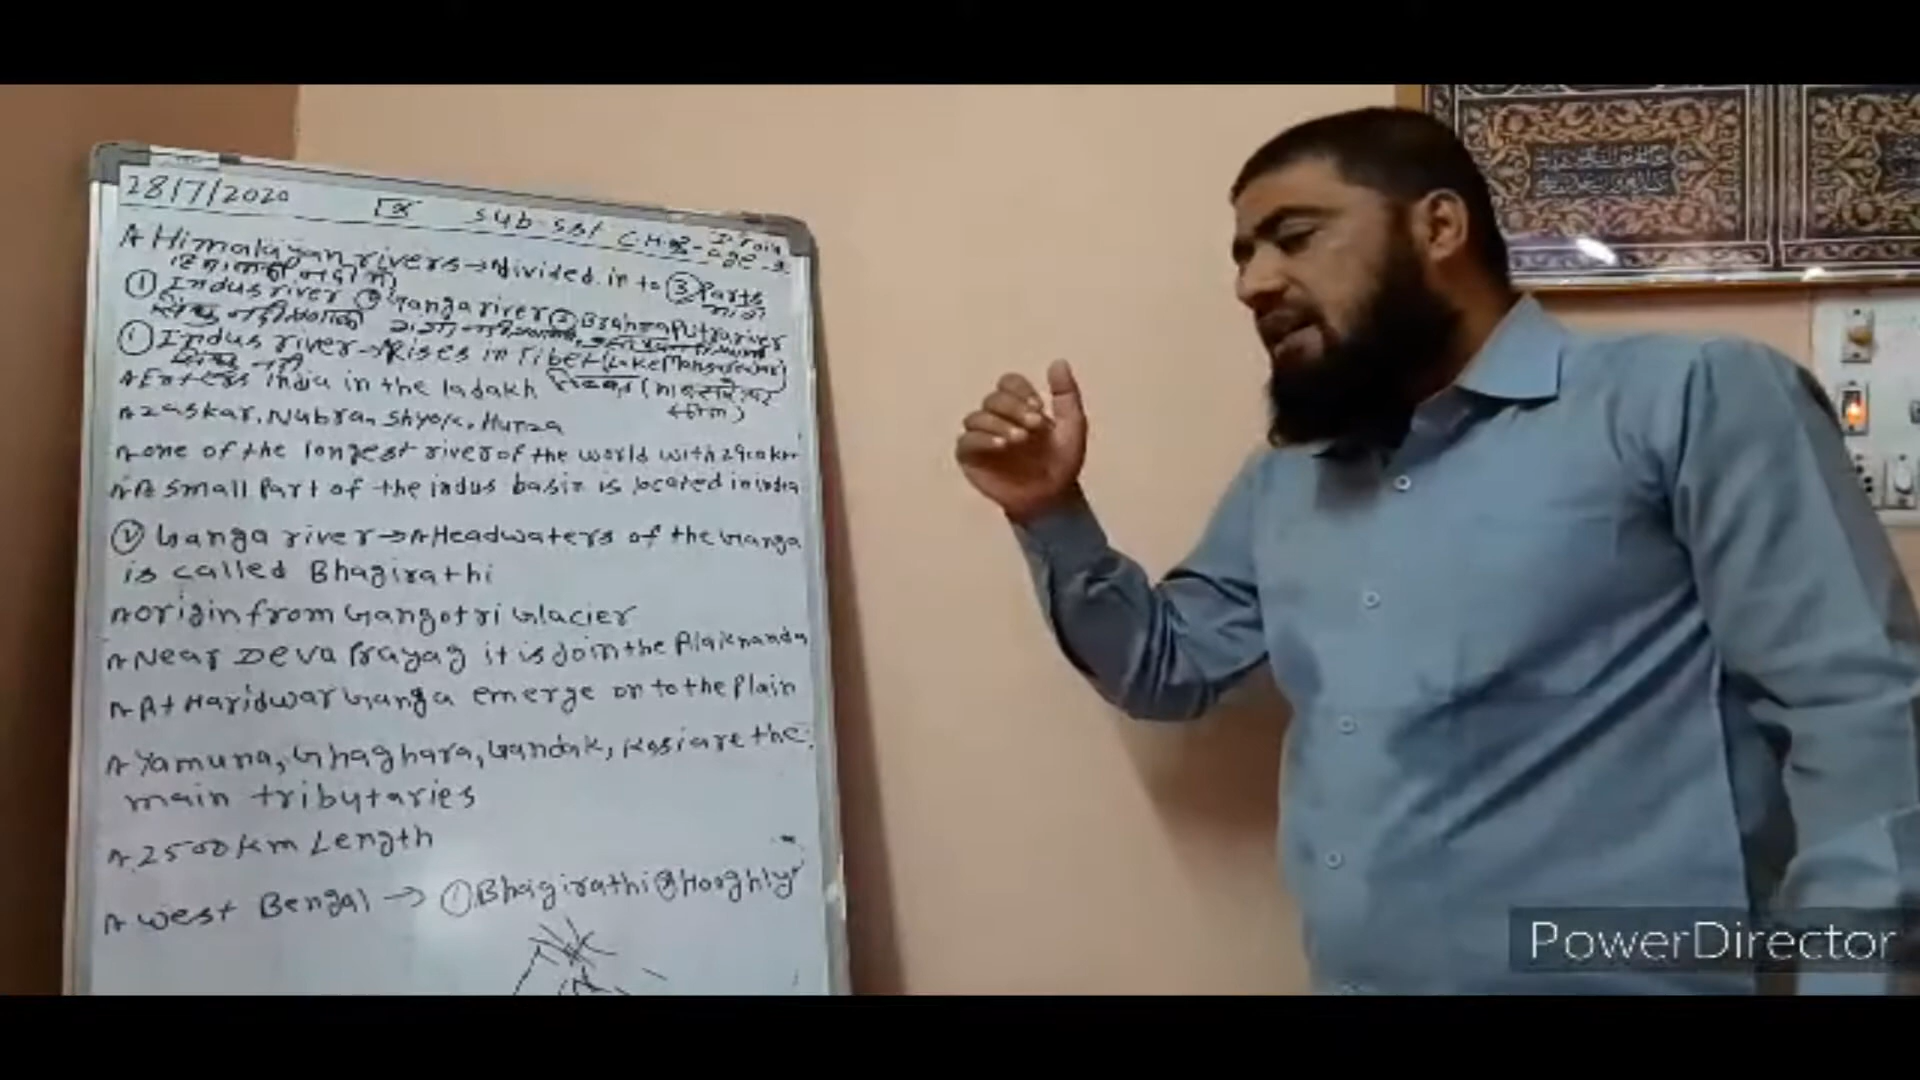 28/7/2020 IX Sub-SSt CH-3- Drainage
Himalayan rivers→divided in to ③ Parts
① Indus river ② Ganga river ③ Brahmaputra river
① Indus river→Rises in Tibet (Lake Mansarowar)
Enters India in the ladakh
Zaskar, Nubra, Shyok, Hunza
one of the longest river of the world with 2900km
A Small Part of the indus basin is located in india
② Ganga river→Headwaters of the Ganga
is called Bhagirathi
origin from Gangotri Glacier
Near Deva Prayag it is Join the Alaknanda
At Haridwar Ganga emerge on to the Plain
Yamuna, Ghaghara, Gandak, Kosi are the
main tributaries
2500 km Length
West Bengal → ① Bhagirathi ② Hooghly
PowerDirector